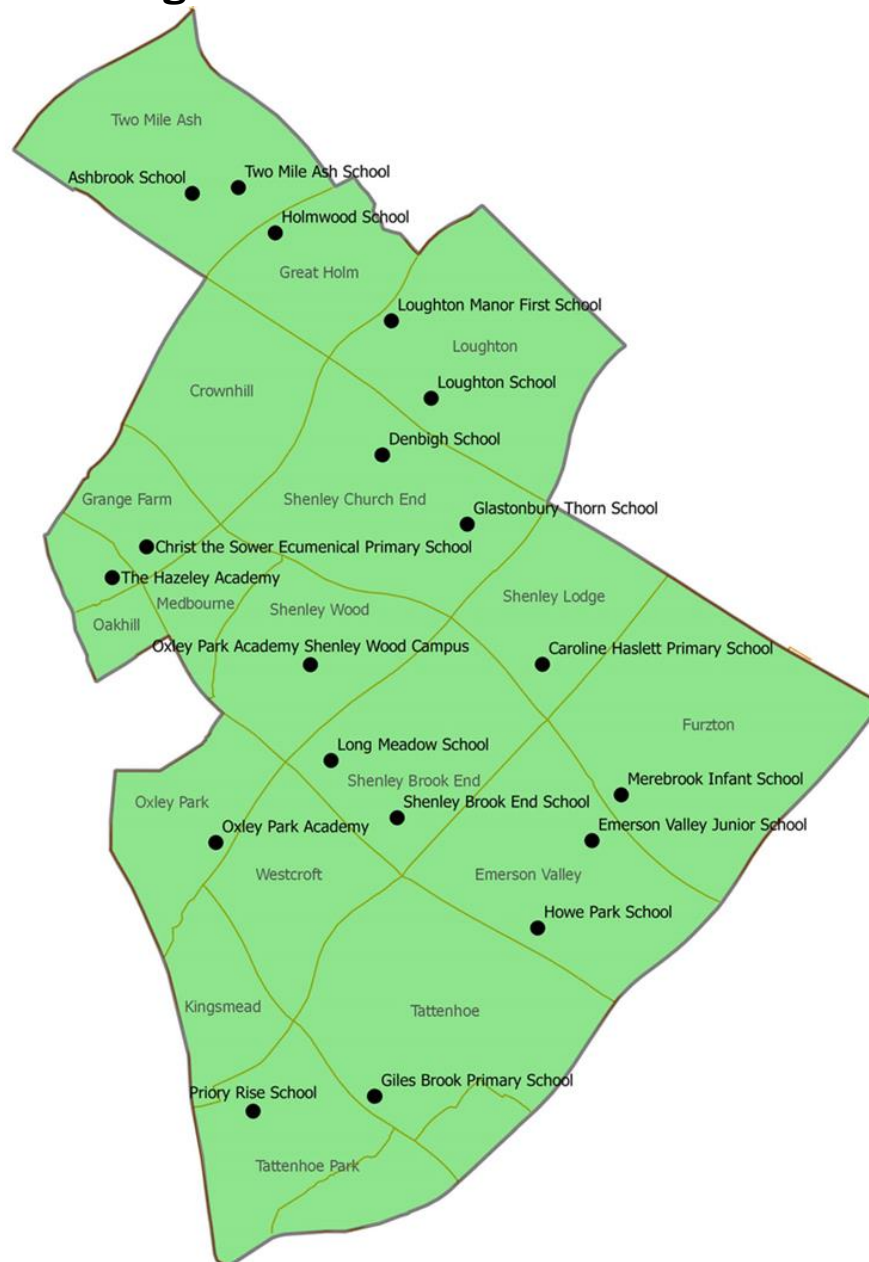 Two Mile Ash
Two Mile Ash School
Ashbrook School
Holmwood School
Great Holm
Loughton Manor First School
Loughton
Loughton School
Crownhill
Denbigh School
Grange Farm
Shenley Church End
Glastonbury Thorn School
Christ the Sower Ecumenical Primary School
The Hazeley Academy
Medbourne
Shenley Wood
Shenley Lodge
Oakhill
Oxley Park Academy Shenley Wood Campus
Caroline Haslett Primary School
Furzton
Long Meadow School
Shenley Brook End
Merebrook Infant School
Oxley Park
Shenley Brook End School
Oxley Park Academy
Emerson Valley Junior School
Westcroft
Emerson Valley
Howe Park School
Kingsmead
Tattenhoe
Giles Brook Primary School
Priory Rise School
Tattenhoe Park